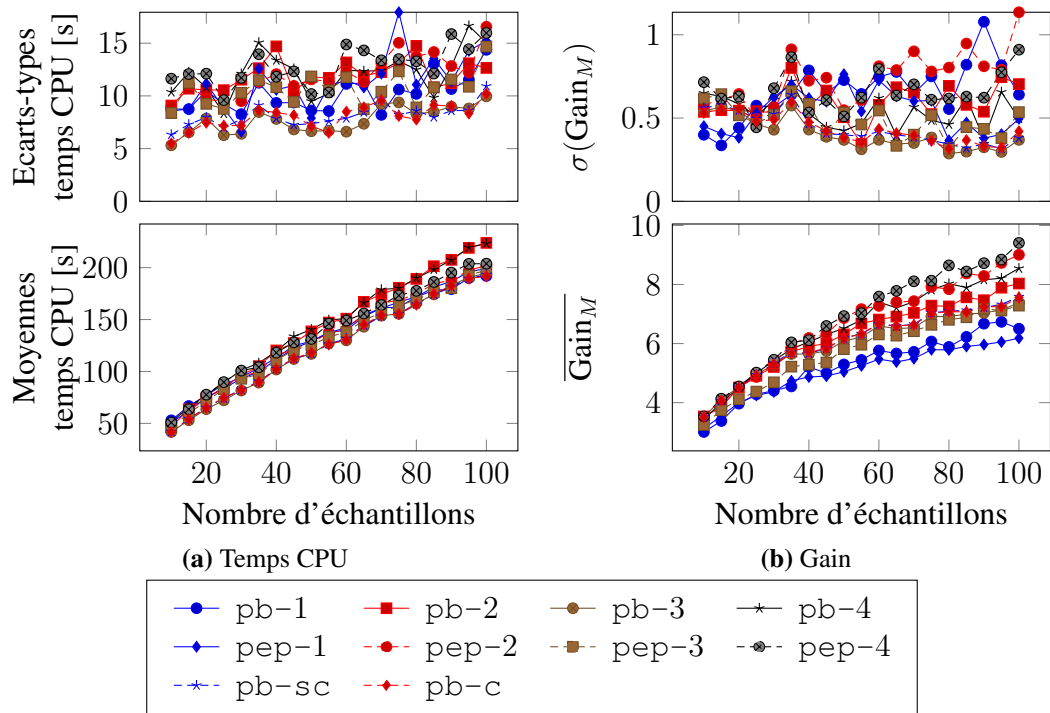 Ecarts-types
temps CPU [s]
15
10
5
0
σ(Gain_M)
1
0.5
0
Moyennes
temps CPU [s]
200
150
100
50
20 40 60 80 100
Nombre d'échantillons
(a) Temps CPU
Gain_M
10
8
6
4
20 40 60 80 100
Nombre d'échantillons
(b) Gain
pb-1 pb-2 pb-3 pb-4
pep-1 pep-2 pep-3 pep-4
pb-sc pb-c